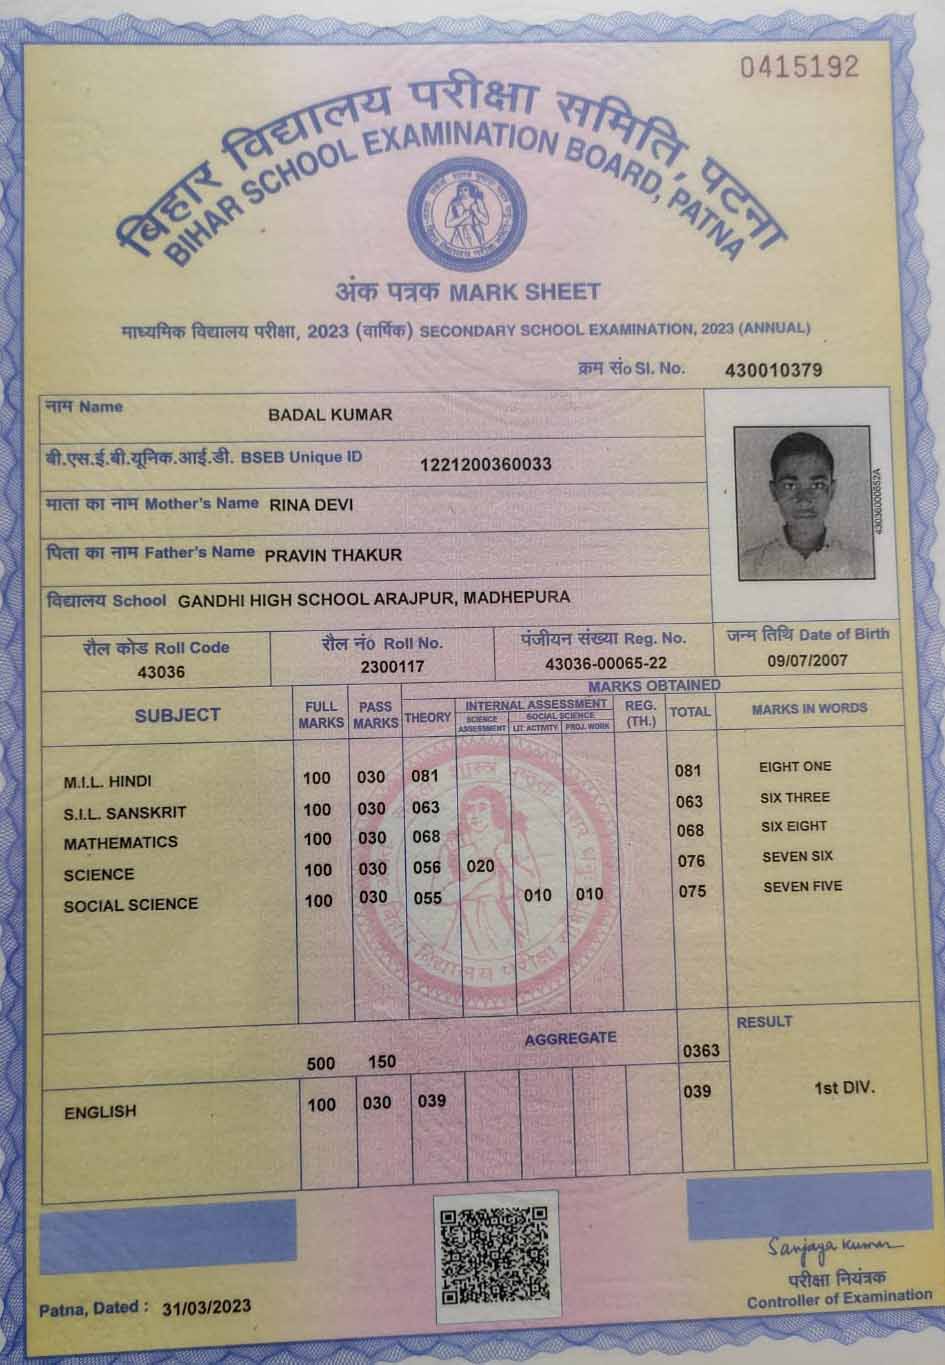 0415192
बिहार विद्यालय परीक्षा समिति, पटना
BIHAR SCHOOL EXAMINATION BOARD, PATNA
अंक पत्रक MARK SHEET
माध्यमिक विद्यालय परीक्षा, 2023 (वार्षिक) SECONDARY SCHOOL EXAMINATION, 2023 (ANNUAL)
क्रम सं० Sl. No. 430010379
नाम Name BADAL KUMAR
बी.एस.ई.बी.यूनिक.आई.डी. BSEB Unique ID 1221200360033
माता का नाम Mother's Name RINA DEVI
पिता का नाम Father's Name PRAVIN THAKUR
विद्यालय School GANDHI HIGH SCHOOL ARAJPUR, MADHEPURA
43036000652A
रौल कोड Roll Code रौल नं0 Roll No. पंजीयन संख्या Reg. No. जन्म तिथि Date of Birth
43036 2300117 43036-00065-22 09/07/2007
MARKS OBTAINED
SUBJECT FULL MARKS PASS MARKS THEORY INTERNAL ASSESSMENT REG. (TH.) TOTAL MARKS IN WORDS
SCIENCE ASSESSMENT SOCIAL SCIENCE LIT. ACTIVITY PROJ. WORK
M.I.L. HINDI 100 030 081 081 EIGHT ONE
S.I.L. SANSKRIT 100 030 063 063 SIX THREE
MATHEMATICS 100 030 068 068 SIX EIGHT
SCIENCE 100 030 056 020 076 SEVEN SIX
SOCIAL SCIENCE 100 030 055 010 010 075 SEVEN FIVE
500 150 AGGREGATE 0363 RESULT
ENGLISH 100 030 039 039 1st DIV.
Sanjaya Kumar
परीक्षा नियंत्रक
Patna, Dated : 31/03/2023 Controller of Examination